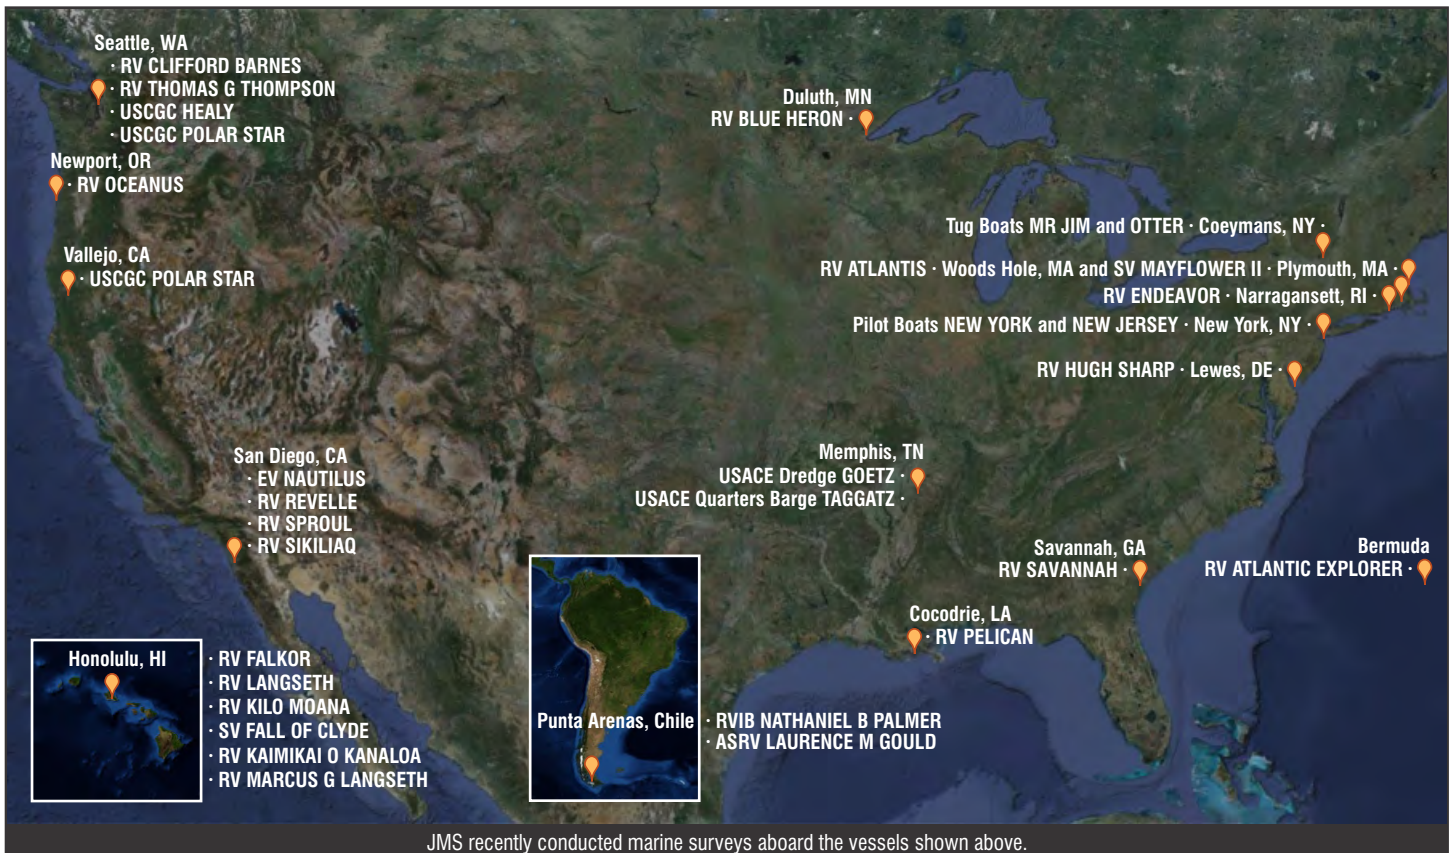 Seattle, WA
· RV CLIFFORD BARNES
· RV THOMAS G THOMPSON
· USCGC HEALY
· USCGC POLAR STAR
Newport, OR
· RV OCEANUS
Vallejo, CA
· USCGC POLAR STAR
San Diego, CA
· EV NAUTILUS
· RV REVELLE
· RV SPROUL
· RV SIKILIAQ
Honolulu, HI
· RV FALKOR
· RV LANGSETH
· RV KILO MOANA
· SV FALL OF CLYDE
· RV KAIMIKAI O KANALOA
· RV MARCUS G LANGSETH
Punta Arenas, Chile
· RVIB NATHANIEL B PALMER
· ASRV LAURENCE M GOULD
Duluth, MN
RV BLUE HERON ·
Tug Boats MR JIM and OTTER · Coeymans, NY ·
RV ATLANTIS · Woods Hole, MA and SV MAYFLOWER II · Plymouth, MA ·
RV ENDEAVOR · Narragansett, RI ·
Pilot Boats NEW YORK and NEW JERSEY · New York, NY ·
RV HUGH SHARP · Lewes, DE ·
Memphis, TN
USACE Dredge GOETZ ·
USACE Quarters Barge TAGGATZ ·
Savannah, GA
RV SAVANNAH ·
Bermuda
RV ATLANTIC EXPLORER ·
Cocodrie, LA
· RV PELICAN
JMS recently conducted marine surveys aboard the vessels shown above.